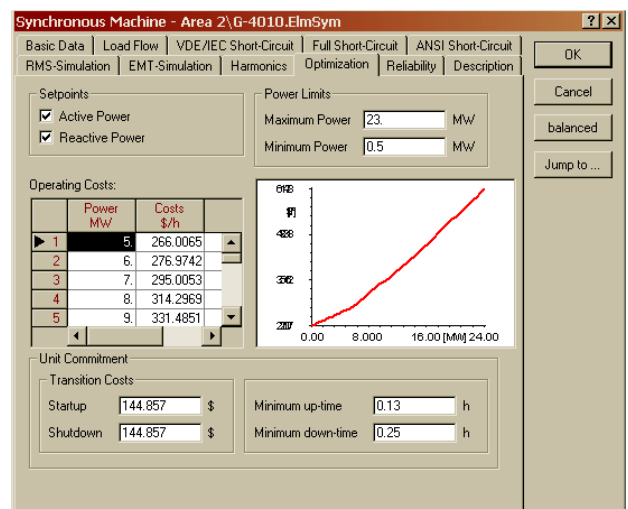 Synchronous Machine - Area 2\G-4010.ElmSym
Basic Data Load Flow VDE/IEC Short-Circuit Full Short-Circuit ANSI Short-Circuit
RMS-Simulation EMT-Simulation Harmonics Optimization Reliability Description
OK
Cancel
balanced
Jump to ...
Setpoints
Active Power
Reactive Power
Power Limits
Maximum Power 23. MW
Minimum Power 0.5 MW
Operating Costs:
Power MW Costs $/h
1 5. 266.0065
2 6. 276.9742
3 7. 295.0053
4 8. 314.2969
5 9. 331.4851
0.00 8.000 16.00 [MW] 24.00
Unit Commitment
Transition Costs
Startup 144.857 $
Shutdown 144.857 $
Minimum up-time 0.13 h
Minimum down-time 0.25 h